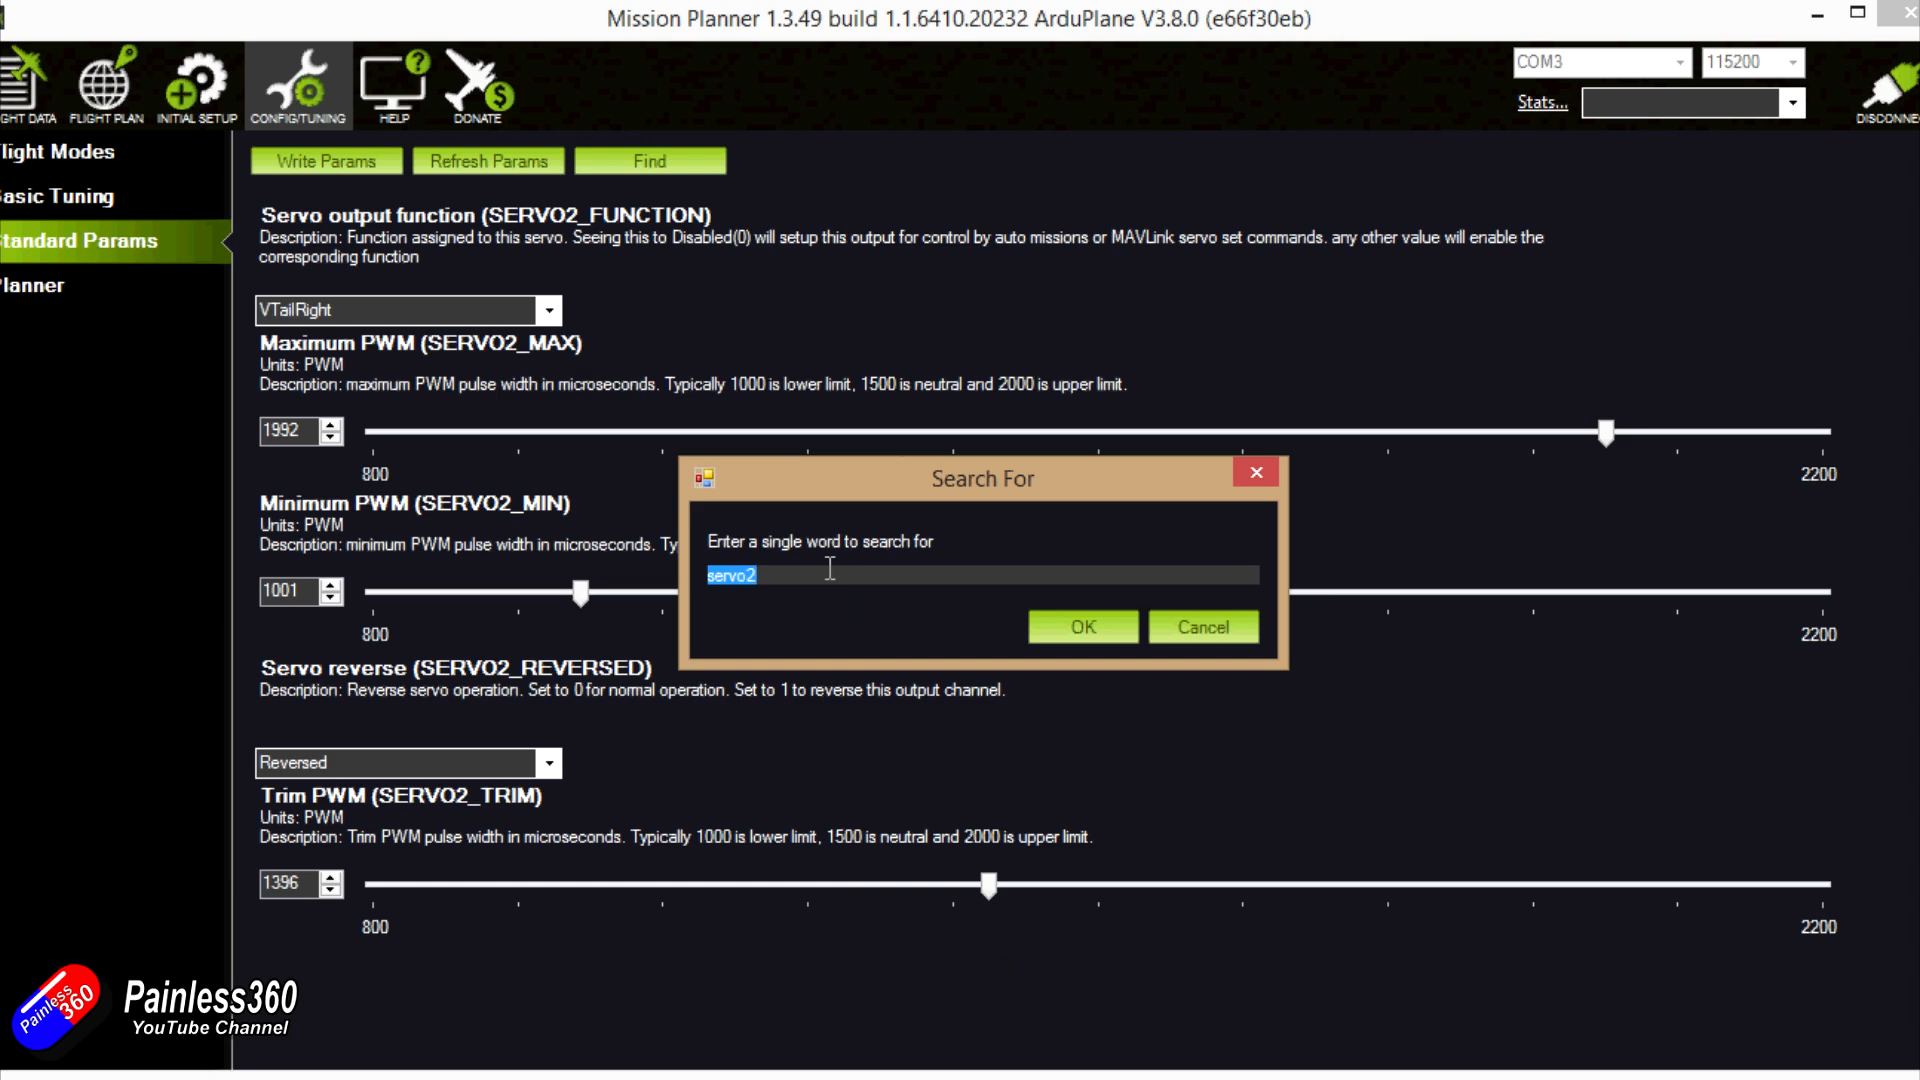 Mission Planner 1.3.49 build 1.1.6410.20232 ArduPlane V3.8.0 (e66f30eb)
GHT DATA FLIGHT PLAN INITIAL SETUP CONFIG/TUNING HELP DONATE
COM3 115200
Stats...
DISCONNE
light Modes
asic Tuning
tandard Params
lanner
Write Params Refresh Params Find
Servo output function (SERVO2_FUNCTION)
Description: Function assigned to this servo. Seeing this to Disabled(0) will setup this output for control by auto missions or MAVLink servo set commands. any other value will enable the
corresponding function
VTailRight
Maximum PWM (SERVO2_MAX)
Units: PWM
Description: maximum PWM pulse width in microseconds. Typically 1000 is lower limit, 1500 is neutral and 2000 is upper limit.
1992
800 2200
Minimum PWM (SERVO2_MIN)
Units: PWM
Description: minimum PWM pulse width in microseconds. Ty
1001
800 2200
Search For
Enter a single word to search for
servo2
OK Cancel
Servo reverse (SERVO2_REVERSED)
Description: Reverse servo operation. Set to 0 for normal operation. Set to 1 to reverse this output channel.
Reversed
Trim PWM (SERVO2_TRIM)
Units: PWM
Description: Trim PWM pulse width in microseconds. Typically 1000 is lower limit, 1500 is neutral and 2000 is upper limit.
1396
800 2200
Painless
360
Painless360
YouTube Channel